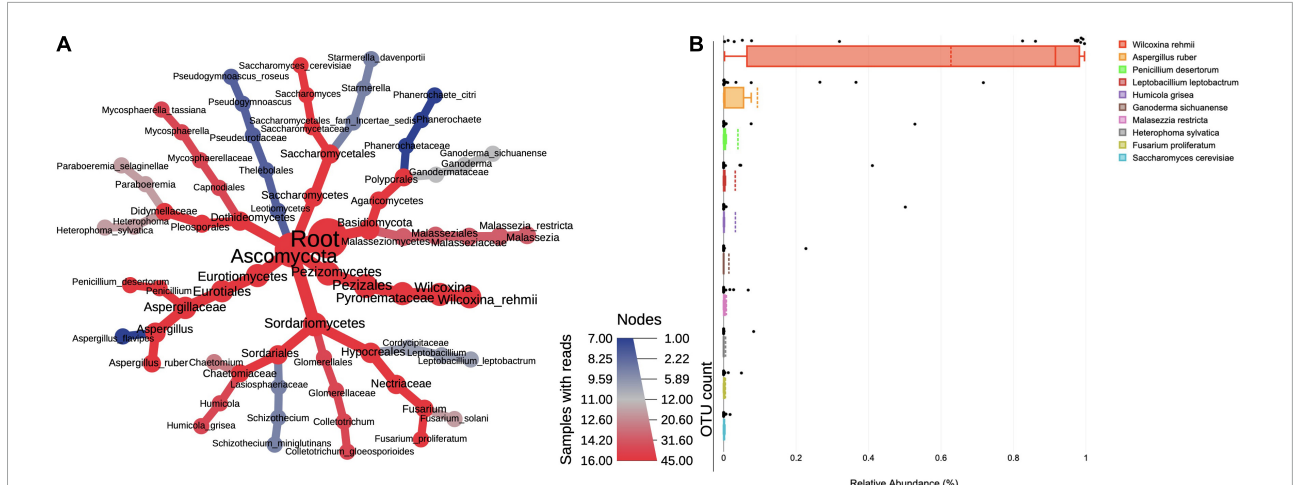 A
Starmerella_davenportii
Saccharomyces_cerevisiae
Pseudogymnoascus_roseus
Starmerella
Saccharomyces
Phanerochaete_citri
Pseudogymnoascus
Mycosphaerella_tassiana
Saccharomycetales_fam_Incertae_sedis
Phanerochaete
Saccharomycetaceae
Mycosphaerella
Pseudeurotiaceae
Phanerochaetaceae
Saccharomycetales
Ganoderma_sichuanense
Mycosphaerellaceae
Ganoderma
Paraboeremia_selaginellae
Thelebolales
Ganodermataceae
Polyporales
Paraboeremia
Capnodiales
Saccharomycetes
Agaricomycetes
Leotiomycetes
Didymellaceae
Dothideomycetes
Heterophoma
Pleosporales
Basidiomycota
Heterophoma_sylvatica
Malassezia_restricta
Malasseziales
Root
Malasseziomycetes
Malasseziaceae
Malassezia
Ascomycota
Pezizomycetes
Eurotiomycetes
Penicillium_desertorum
Pezizales
Wilcoxina
Penicillium
Eurotiales
Pyronemataceae
Wilcoxina_rehmii
Aspergillaceae
Sordariomycetes
Aspergillus
Aspergillus_flavipes
Cordycipitaceae
Sordariales
Hypocreales
Leptobacillium
Aspergillus_ruber
Chaetomium
Glomerellales
Leptobacillium_leptobactrum
Chaetomiaceae
Lasiosphaeriaceae
Nectriaceae
Glomerellaceae
Humicola
Fusarium
Schizothecium
Colletotrichum
Fusarium_solani
Humicola_grisea
Schizothecium_miniglutinans
Fusarium_proliferatum
Colletotrichum_gloeosporioides
Nodes
7.00 1.00
8.25 2.22
9.59 5.89
11.00 12.00
12.60 20.60
14.20 31.60
16.00 45.00
Samples with reads
OTU count
B
Wilcoxina rehmii
Aspergillus ruber
Penicillium desertorum
Leptobacillium leptobactrum
Humicola grisea
Ganoderma sichuanense
Malasezzia restricta
Heterophoma sylvatica
Fusarium proliferatum
Saccharomyces cerevisiae
0 0.2 0.4 0.6 0.8 1
Relative Abundance (%)